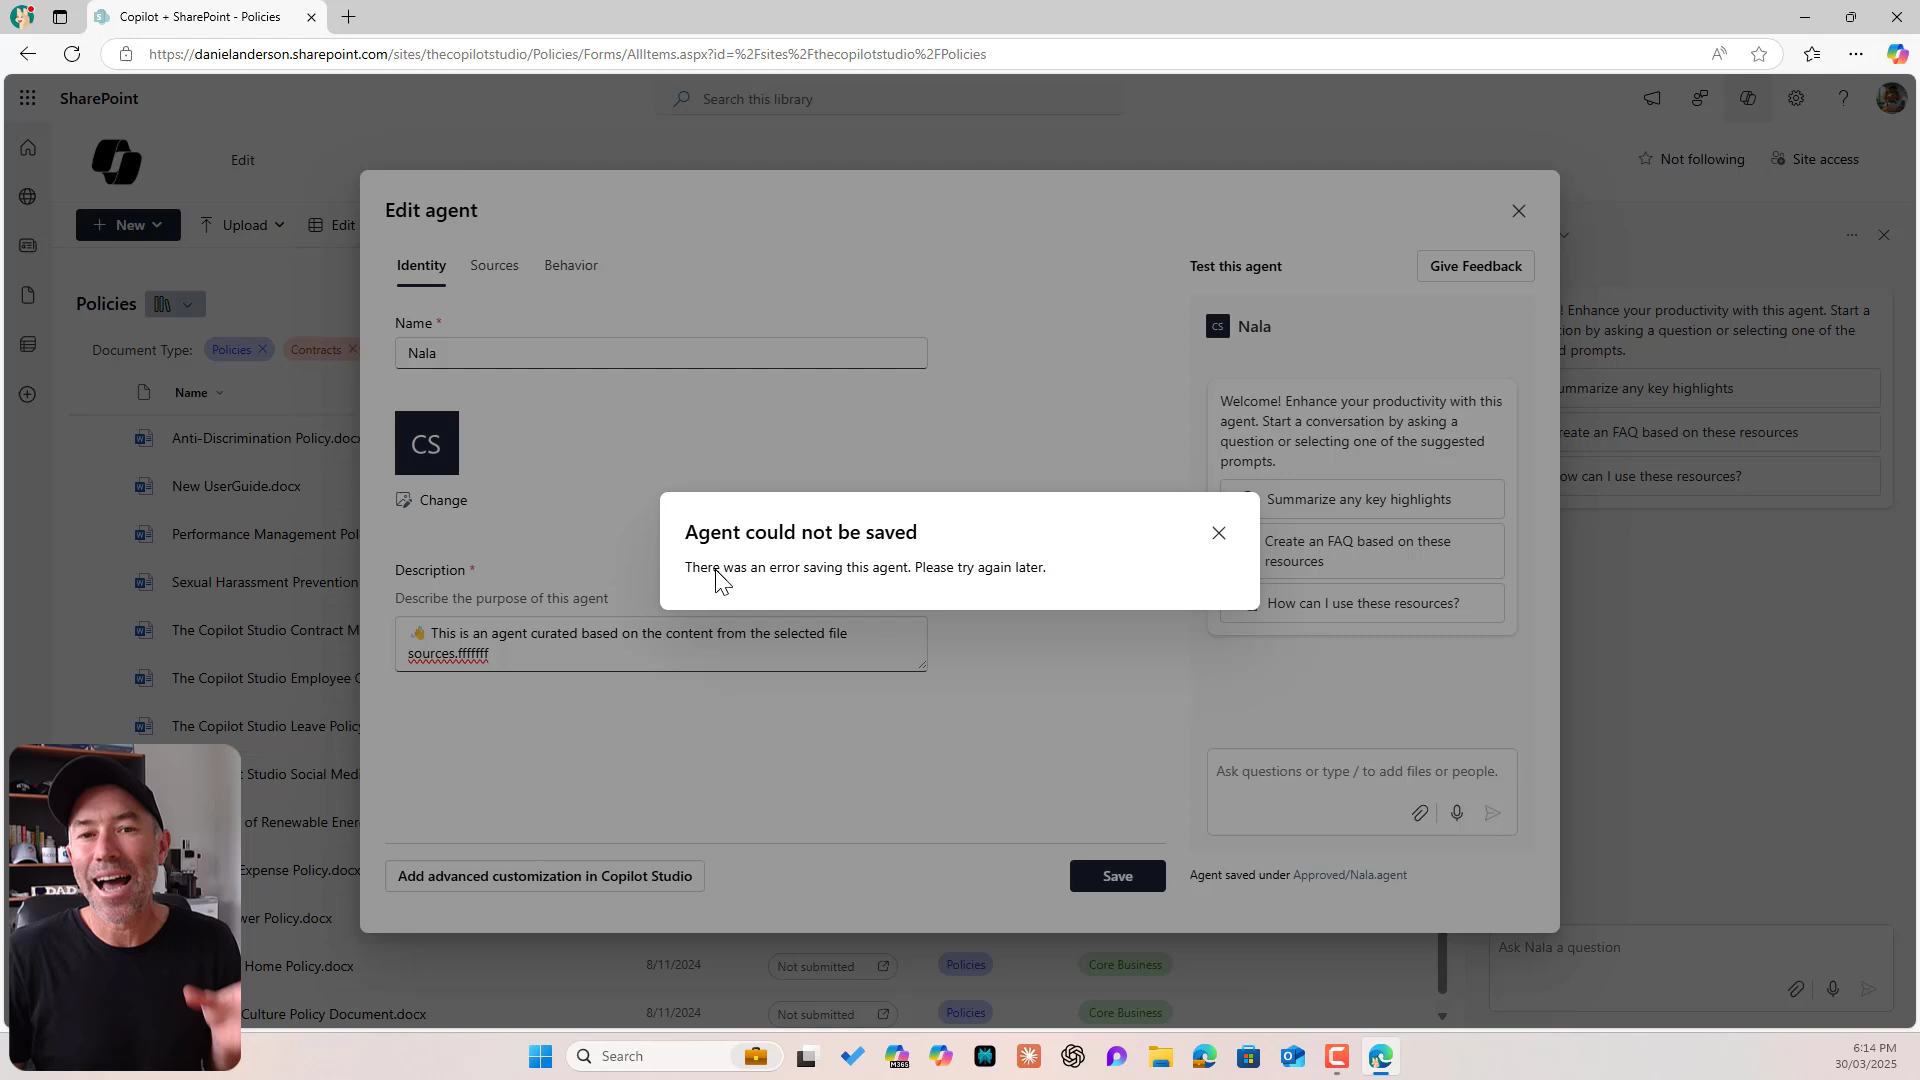 Copilot + SharePoint - Policies
https://danielanderson.sharepoint.com/sites/thecopilotstudio/Policies/Forms/AllItems.aspx?id=%2Fsites%2Fthecopilotstudio%2FPolicies
SharePoint
Search this library
Edit
Not following
Site access
New
Upload
Edit
Policies
Document Type:
Policies
Contracts
Name
Anti-Discrimination Policy.docx
New UserGuide.docx
Performance Management Pol
Sexual Harassment Prevention
The Copilot Studio Contract M
The Copilot Studio Employee
The Copilot Studio Leave Policy
t Studio Social Medi
of Renewable Ener
Expense Policy.docx
wer Policy.docx
Home Policy.docx
8/11/2024
Not submitted
Policies
Core Business
Culture Policy Document.docx
8/11/2024
Not submitted
Policies
Core Business
Edit agent
Identity
Sources
Behavior
Name *
Nala
CS
Change
Description *
Describe the purpose of this agent
👋 This is an agent curated based on the content from the selected file
sources.fffffff
Add advanced customization in Copilot Studio
Save
Agent could not be saved
There was an error saving this agent. Please try again later.
Test this agent
Give Feedback
CS
Nala
Welcome! Enhance your productivity with this
agent. Start a conversation by asking a
question or selecting one of the suggested
prompts.
Summarize any key highlights
Create an FAQ based on these
resources
How can I use these resources?
Ask questions or type / to add files or people.
Agent saved under Approved/Nala.agent
! Enhance your productivity with this agent. Start a
tion by asking a question or selecting one of the
d prompts.
ummarize any key highlights
reate an FAQ based on these resources
ow can I use these resources?
Ask Nala a question
DAD
Search
M365
6:14 PM
30/03/2025